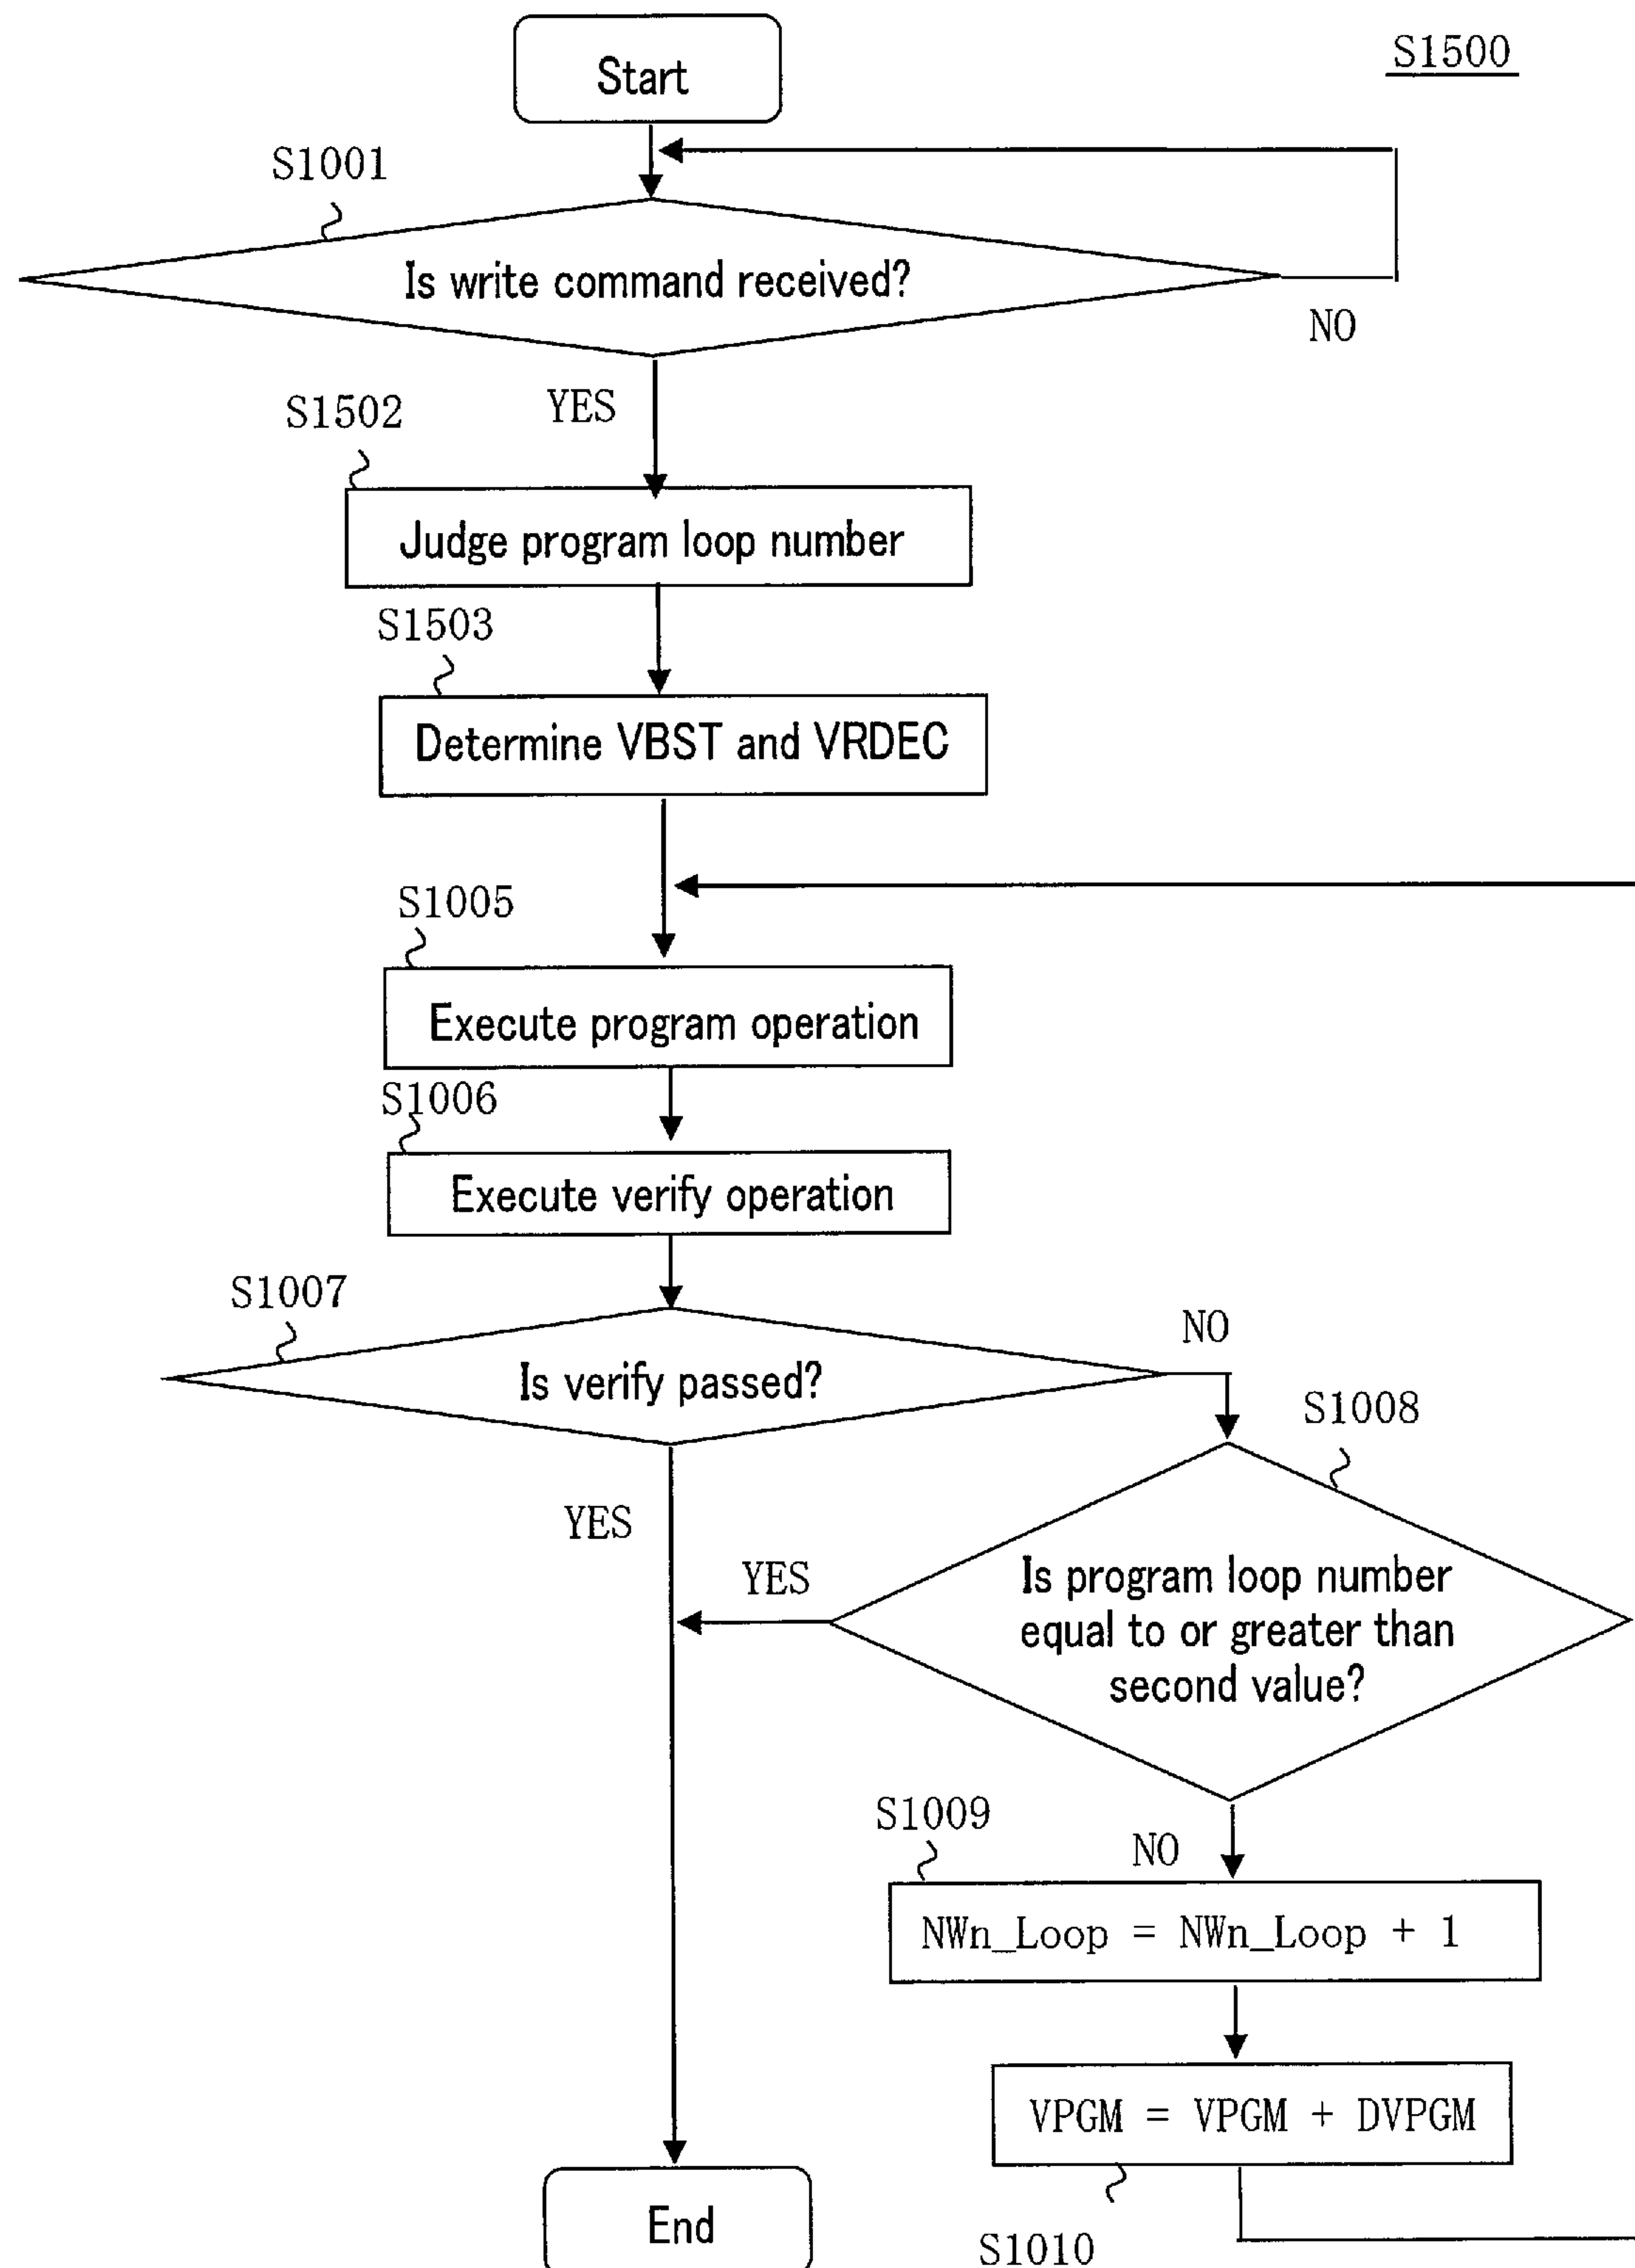 Start
S1500
S1001
Is write command received?
NO
YES
S1502
Judge program loop number
S1503
Determine VBST and VRDEC
S1005
Execute program operation
S1006
Execute verify operation
S1007
Is verify passed?
NO
S1008
YES
YES
Is program loop number
equal to or greater than
second value?
S1009
NO
NWn_Loop = NWn_Loop + 1
VPGM = VPGM + DVPGM
End
S1010